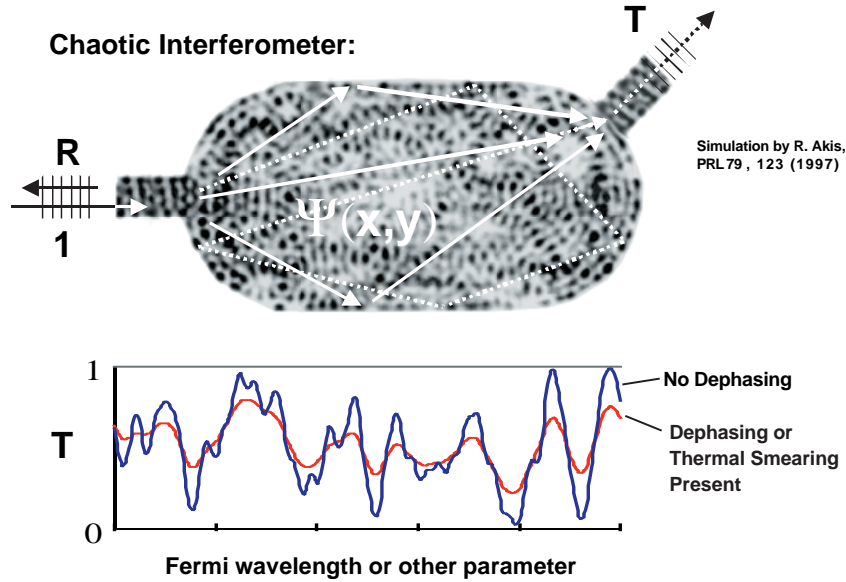 Chaotic Interferometer:
T
R
1
Ψ(x,y)
Simulation by R. Akis,
PRL79 , 123 (1997)
1
T
0
No Dephasing
Dephasing or
Thermal Smearing
Present
Fermi wavelength or other parameter